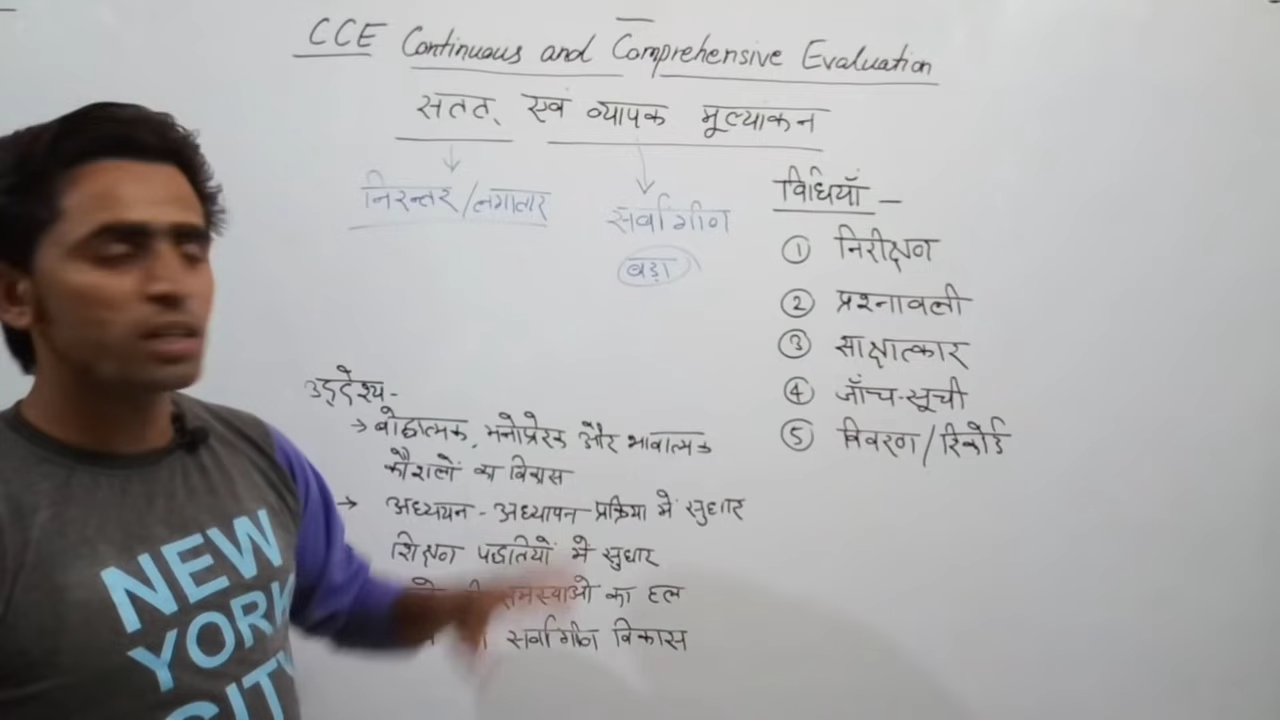 CCE Continuous and Comprehensive Evaluation
सतत् एवं व्यापक मूल्यांकन
निरन्तर/लगातार
सर्वांगीण
बड़ा
विधियाँ -
① निरीक्षण
② प्रश्नावली
③ साक्षात्कार
④ जाँच-सूची
⑤ विवरण/रिकोर्ड
उद्देश्य-
→ बोधात्मक, मनोप्रेरक और भावात्मक
कौशलों का विकास
→ अध्ययन-अध्यापन प्रक्रिया में सुधार
शिक्षण पद्धतियों में सुधार
समस्याओ का हल
सर्वांगीण विकास
NEW
YORK
CITY